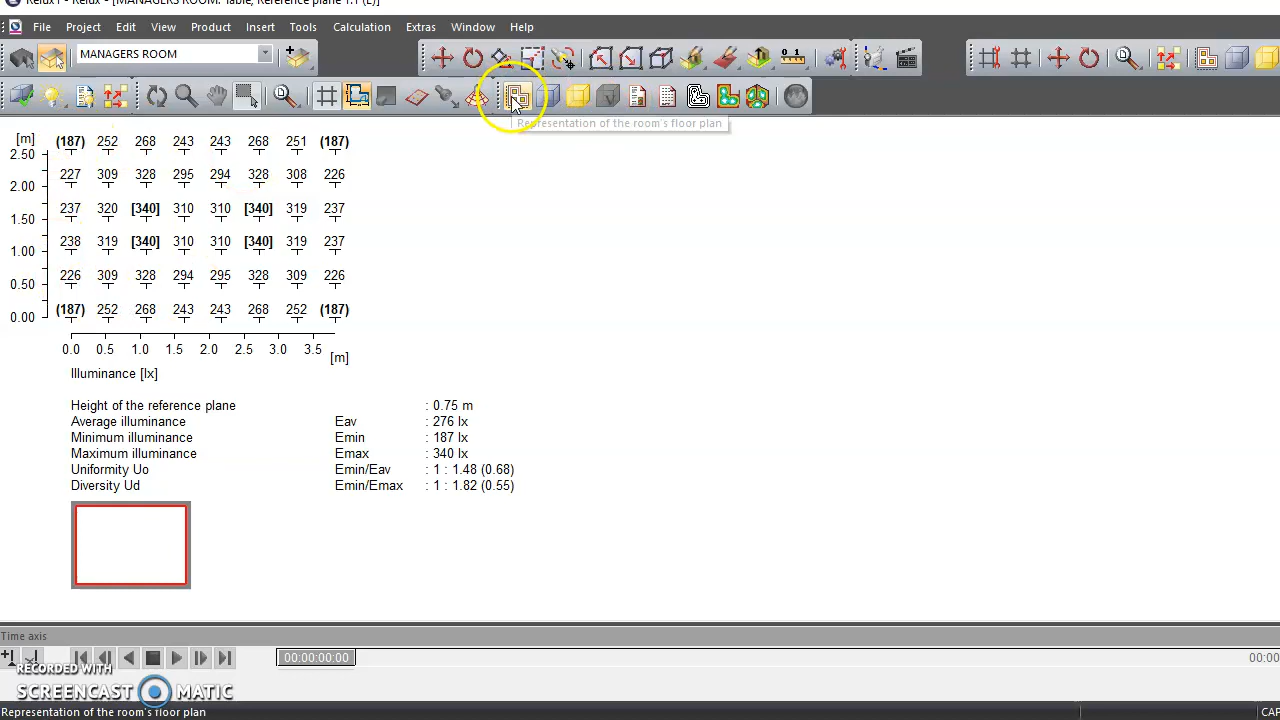 Relux1 - Relux - [MANAGERS ROOM: Table, Reference plane 1.1 (E)]
File Project Edit View Product Insert Tools Calculation Extras Window Help
MANAGERS ROOM
Representation of the room's floor plan
[m]
(187) 252 268 243 243 268 251 (187)
2.50
227 309 328 295 294 328 308 226
2.00
237 320 [340] 310 310 [340] 319 237
1.50
238 319 [340] 310 310 [340] 319 237
1.00
226 309 328 294 295 328 309 226
0.50
(187) 252 268 243 243 268 252 (187)
0.00
0.0 0.5 1.0 1.5 2.0 2.5 3.0 3.5 [m]
Illuminance [lx]
Height of the reference plane : 0.75 m
Average illuminance Eav : 276 lx
Minimum illuminance Emin : 187 lx
Maximum illuminance Emax : 340 lx
Uniformity Uo Emin/Eav : 1 : 1.48 (0.68)
Diversity Ud Emin/Emax : 1 : 1.82 (0.55)
Time axis
00:00:00:00 00:00
RECORDED WITH
SCREENCAST MATIC
Representation of the room's floor plan CAP